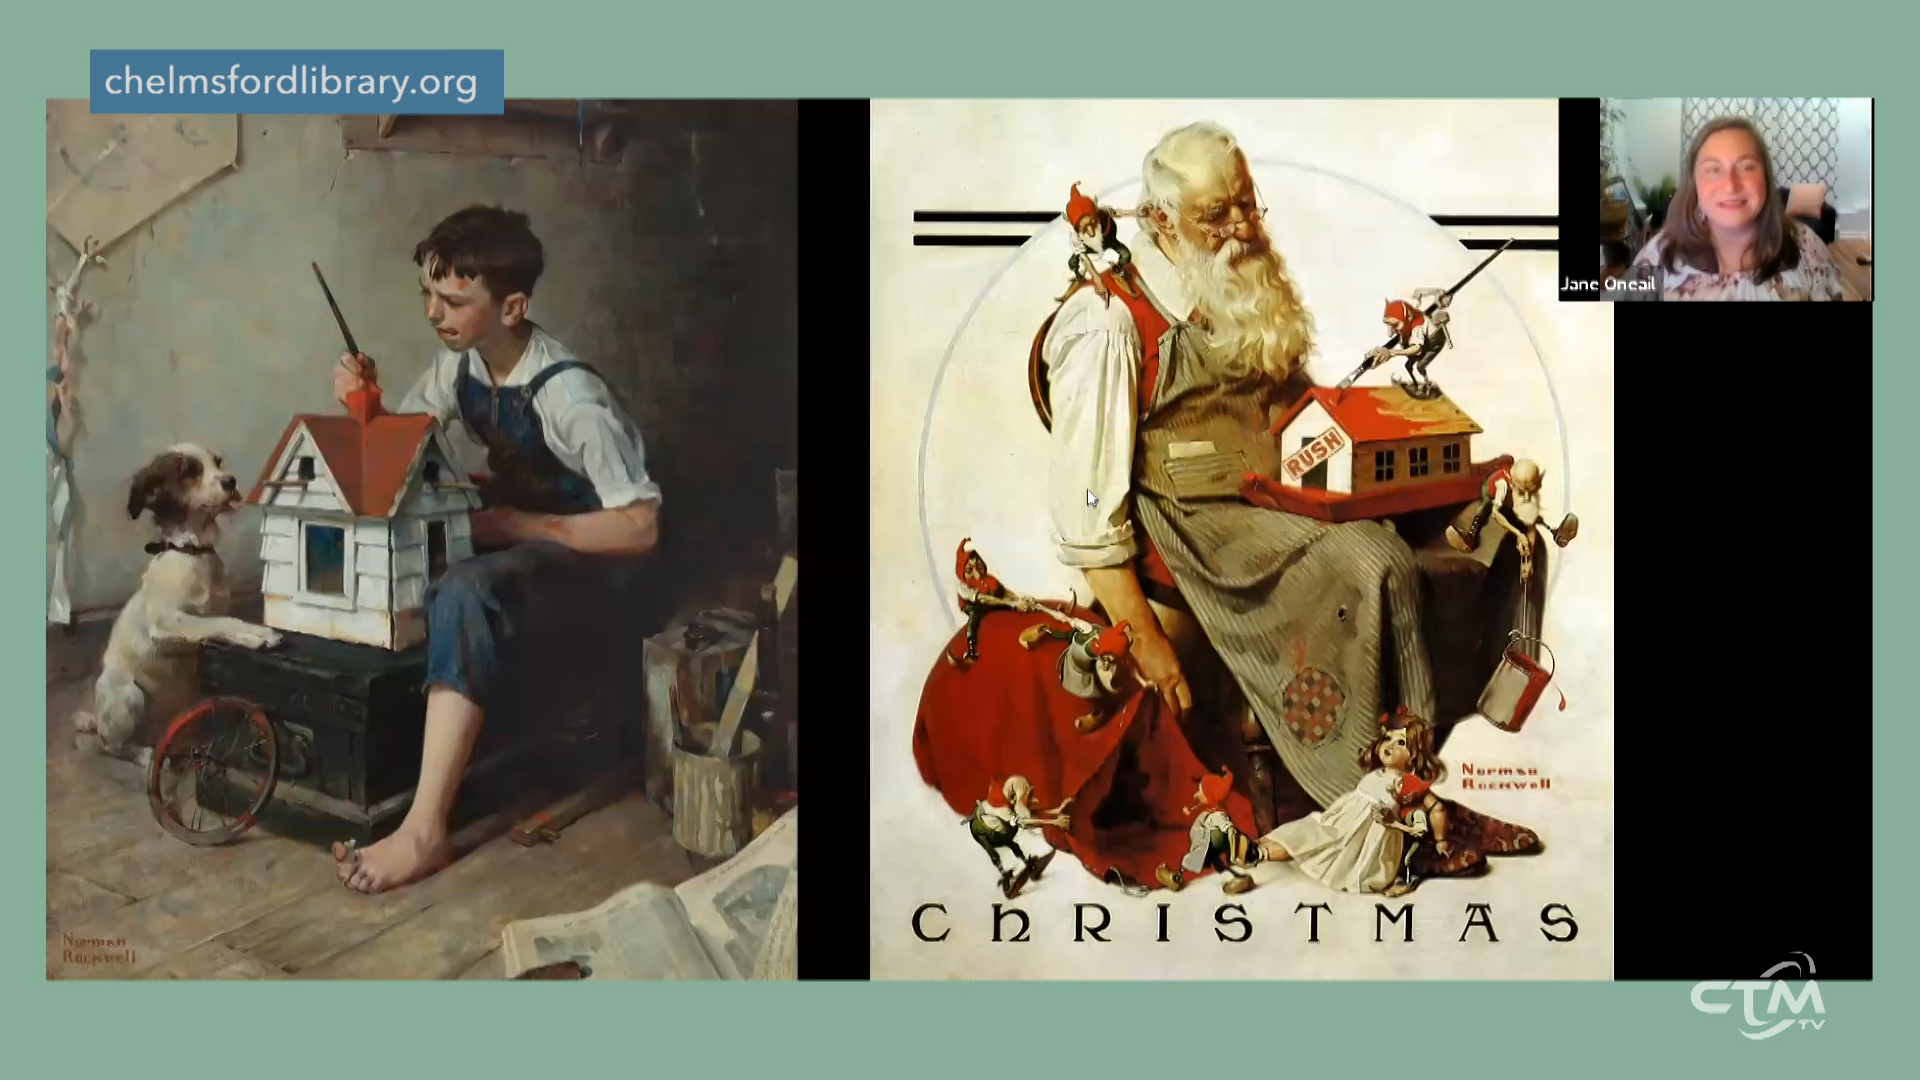 chelmsfordlibrary.org
Jane Oneail
RUSH
Norman
Rockwell
CHRISTMAS
Norman
Rockwell
CTM
TV